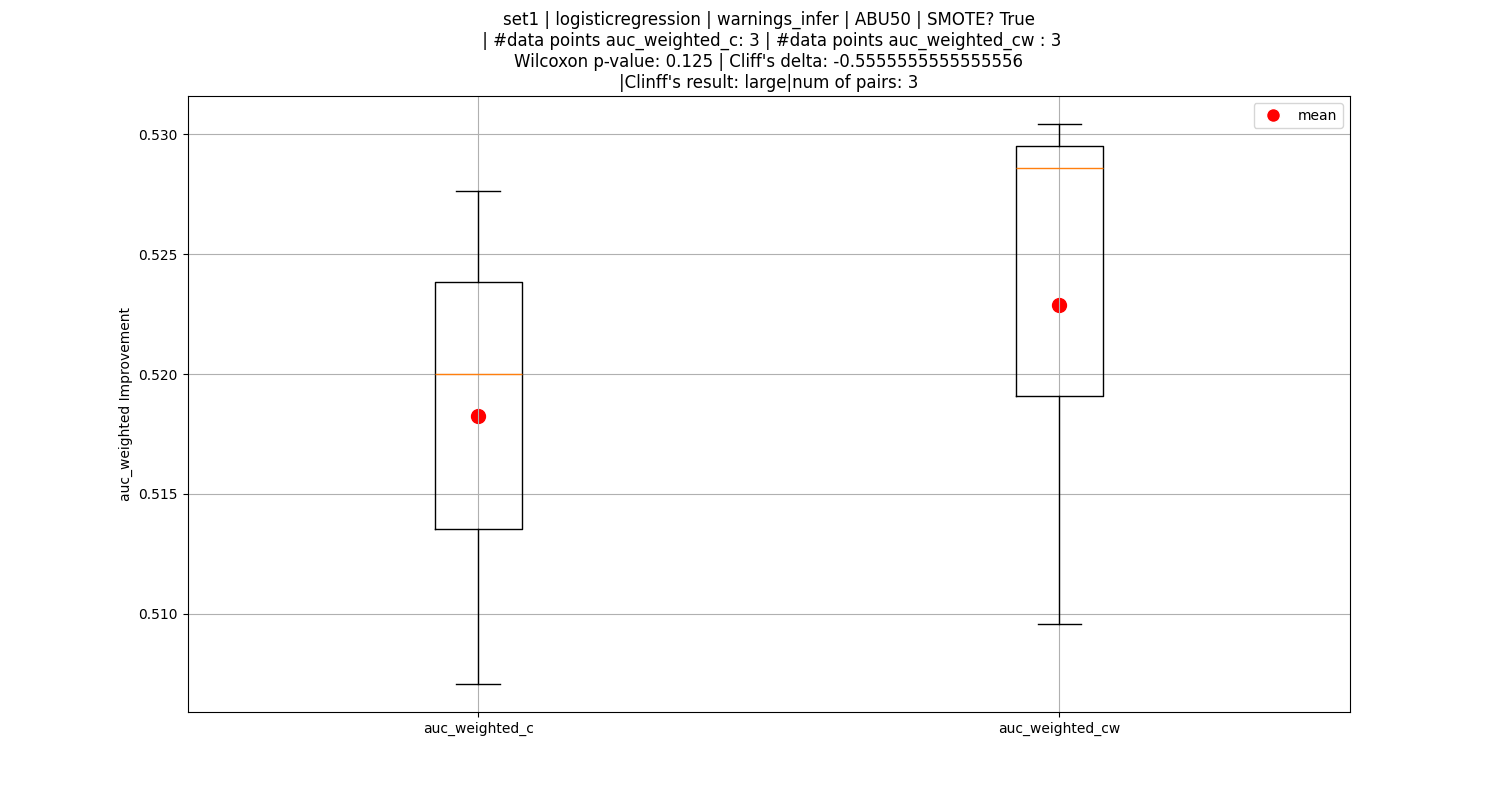 set1 | logisticregression | warnings_infer | ABU50 | SMOTE? True
| #data points auc_weighted_c: 3 | #data points auc_weighted_cw : 3
Wilcoxon p-value: 0.125 | Cliff's delta: -0.5555555555555556
|Clinff's result: large|num of pairs: 3
mean
0.530
0.525
0.520
0.515
0.510
auc_weighted Improvement
auc_weighted_c
auc_weighted_cw